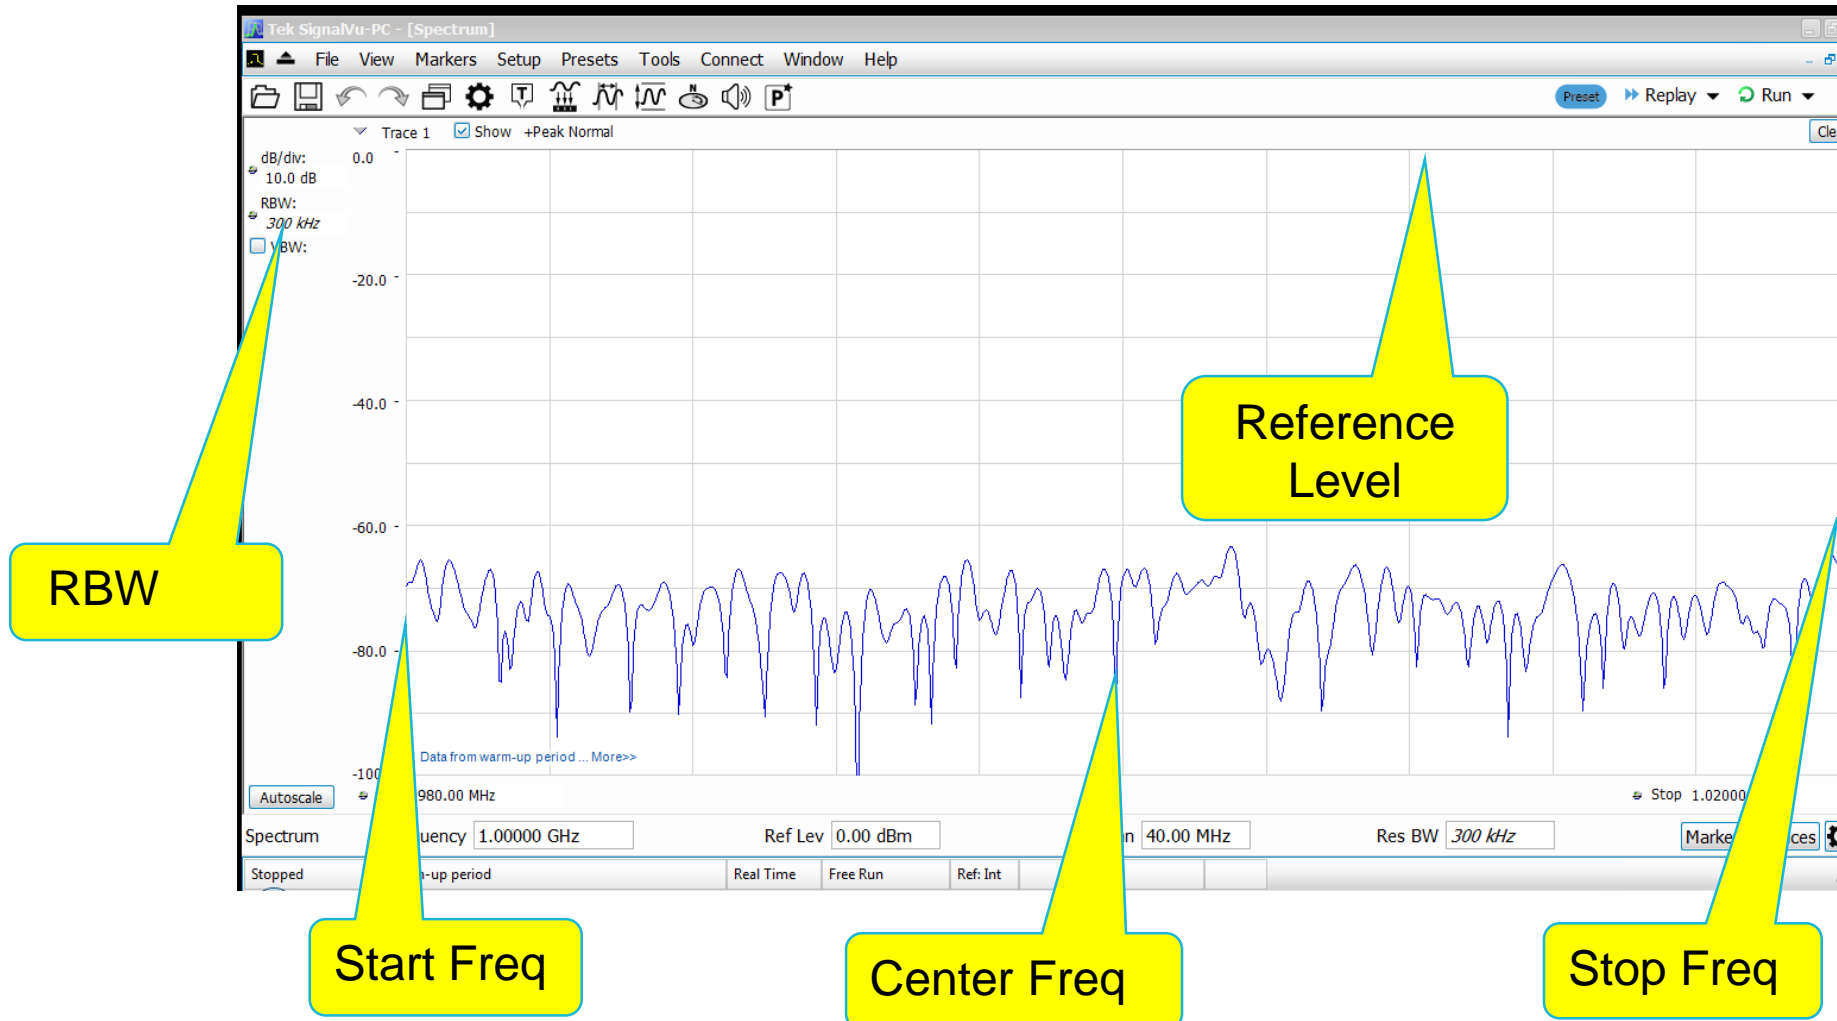 Tek SignalVu-PC - [Spectrum]
File View Markers Setup Presets Tools Connect Window Help
Preset Replay Run
Trace 1 Show +Peak Normal
dB/div:
10.0 dB
RBW:
300 kHz
VBW:
0.0
-20.0
-40.0
-60.0
-80.0
Reference
Level
RBW
Data from warm-up period ... More>>
Autoscale 980.00 MHz Stop
Spectrum 1.00000 GHz Ref Lev 0.00 dBm 40.00 MHz Res BW 300 kHz
Stopped period Real Time Free Run Ref: Int
Start Freq
Center Freq
Stop Freq